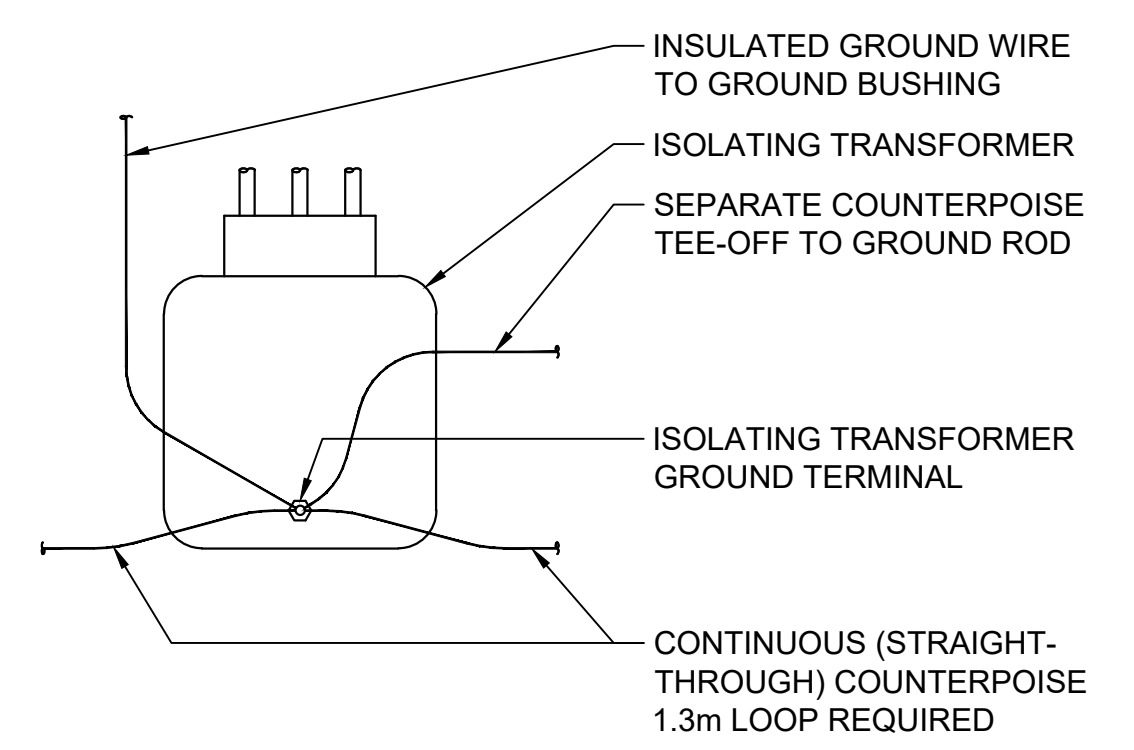 INSULATED GROUND WIRE
TO GROUND BUSHING
ISOLATING TRANSFORMER
SEPARATE COUNTERPOISE
TEE-OFF TO GROUND ROD
ISOLATING TRANSFORMER
GROUND TERMINAL
CONTINUOUS (STRAIGHT-
THROUGH) COUNTERPOISE
1.3m LOOP REQUIRED